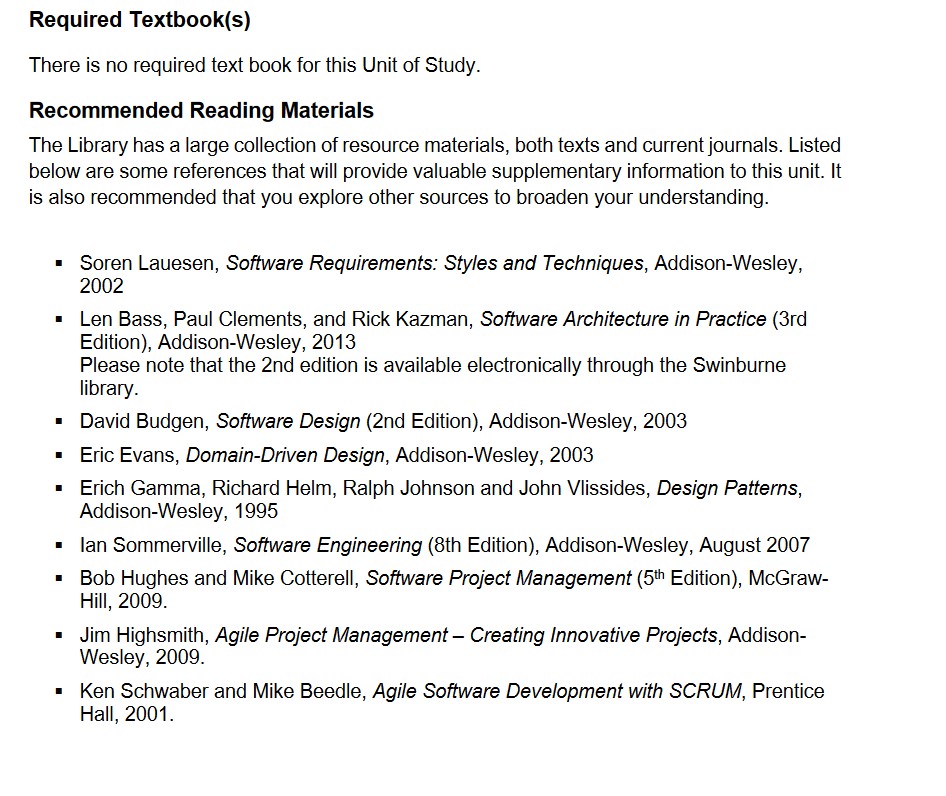 Required Textbook(s)
There is no required text book for this Unit of Study.
Recommended Reading Materials
The Library has a large collection of resource materials, both texts and current journals. Listed
below are some references that will provide valuable supplementary information to this unit. It
is also recommended that you explore other sources to broaden your understanding.
▪ Soren Lauesen, Software Requirements: Styles and Techniques, Addison-Wesley,
2002
▪ Len Bass, Paul Clements, and Rick Kazman, Software Architecture in Practice (3rd
Edition), Addison-Wesley, 2013
Please note that the 2nd edition is available electronically through the Swinburne
library.
▪ David Budgen, Software Design (2nd Edition), Addison-Wesley, 2003
▪ Eric Evans, Domain-Driven Design, Addison-Wesley, 2003
▪ Erich Gamma, Richard Helm, Ralph Johnson and John Vlissides, Design Patterns,
Addison-Wesley, 1995
▪ Ian Sommerville, Software Engineering (8th Edition), Addison-Wesley, August 2007
▪ Bob Hughes and Mike Cotterell, Software Project Management (5th Edition), McGraw-
Hill, 2009.
▪ Jim Highsmith, Agile Project Management – Creating Innovative Projects, Addison-
Wesley, 2009.
▪ Ken Schwaber and Mike Beedle, Agile Software Development with SCRUM, Prentice
Hall, 2001.